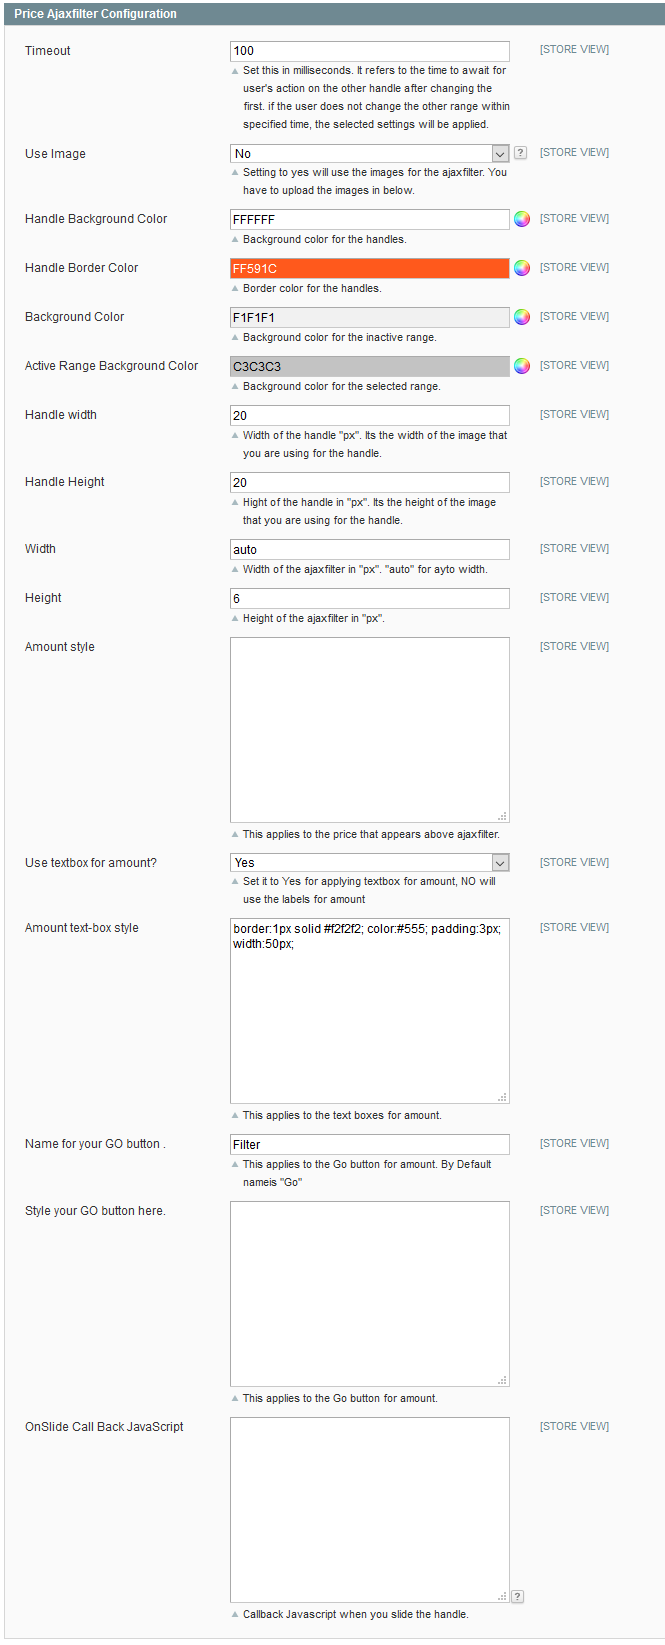 Price Ajaxfilter Configuration
Timeout
100
[STORE VIEW]
Set this in milliseconds. It refers to the time to await for
user's action on the other handle after changing the
first. if the user does not change the other range within
specified time, the selected settings will be applied.
Use Image
No
?
[STORE VIEW]
Setting to yes will use the images for the ajaxfilter. You
have to upload the images in below.
Handle Background Color
FFFFFF
[STORE VIEW]
Background color for the handles.
Handle Border Color
FF591C
[STORE VIEW]
Border color for the handles.
Background Color
F1F1F1
[STORE VIEW]
Background color for the inactive range.
Active Range Background Color
C3C3C3
[STORE VIEW]
Background color for the selected range.
Handle width
20
[STORE VIEW]
Width of the handle "px". Its the width of the image that
you are using for the handle.
Handle Height
20
[STORE VIEW]
Hight of the handle in "px". Its the height of the image
that you are using for the handle.
Width
auto
[STORE VIEW]
Width of the ajaxfilter in "px". "auto" for ayto width.
Height
6
[STORE VIEW]
Height of the ajaxfilter in "px".
Amount style
[STORE VIEW]
This applies to the price that appears above ajaxfilter.
Use textbox for amount?
Yes
[STORE VIEW]
Set it to Yes for applying textbox for amount, NO will
use the labels for amount
Amount text-box style
border:1px solid #f2f2f2; color:#555; padding:3px;
width:50px;
[STORE VIEW]
This applies to the text boxes for amount.
Name for your GO button .
Filter
[STORE VIEW]
This applies to the Go button for amount. By Default
nameis "Go"
Style your GO button here.
[STORE VIEW]
This applies to the Go button for amount.
OnSlide Call Back JavaScript
[STORE VIEW]
?
Callback Javascript when you slide the handle.